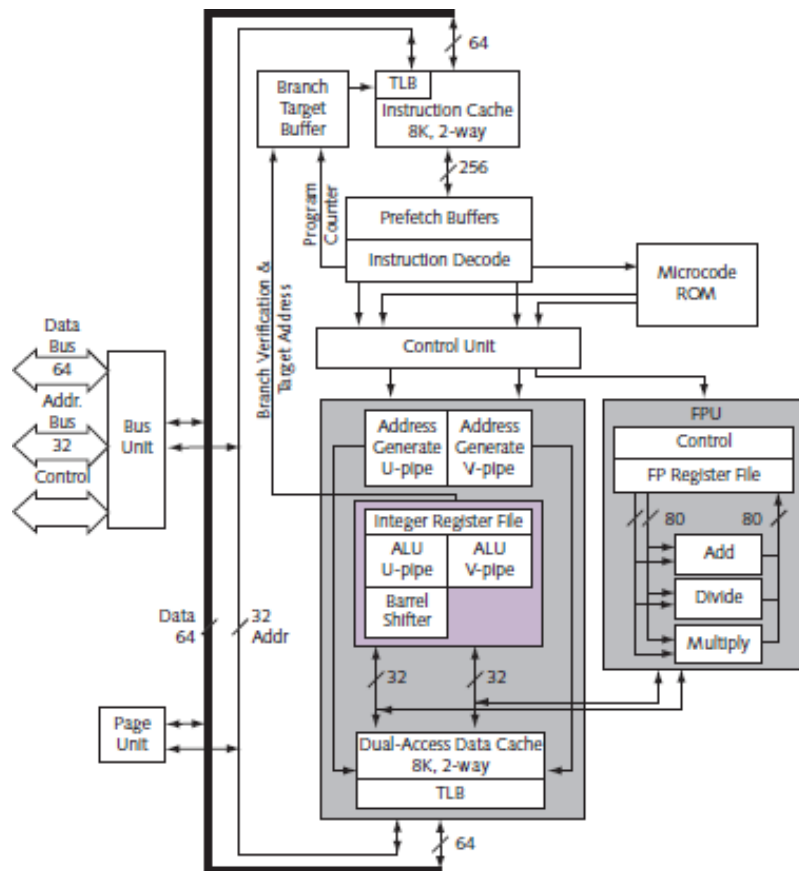 64
Branch
Target
Buffer
TLB
Instruction Cache
8K, 2-way
256
Program
Counter
Prefetch Buffers
Instruction Decode
Microcode
ROM
Branch Verification &
Target Address
Control Unit
Data
Bus
64
Addr.
Bus
32
Control
Bus
Unit
Address
Generate
U-pipe
Address
Generate
V-pipe
FPU
Control
FP Register File
80
80
Add
Divide
Multiply
Integer Register File
ALU
U-pipe
ALU
V-pipe
Barrel
Shifter
Data
64
32
Addr
32
32
Page
Unit
Dual-Access Data Cache
8K, 2-way
TLB
64